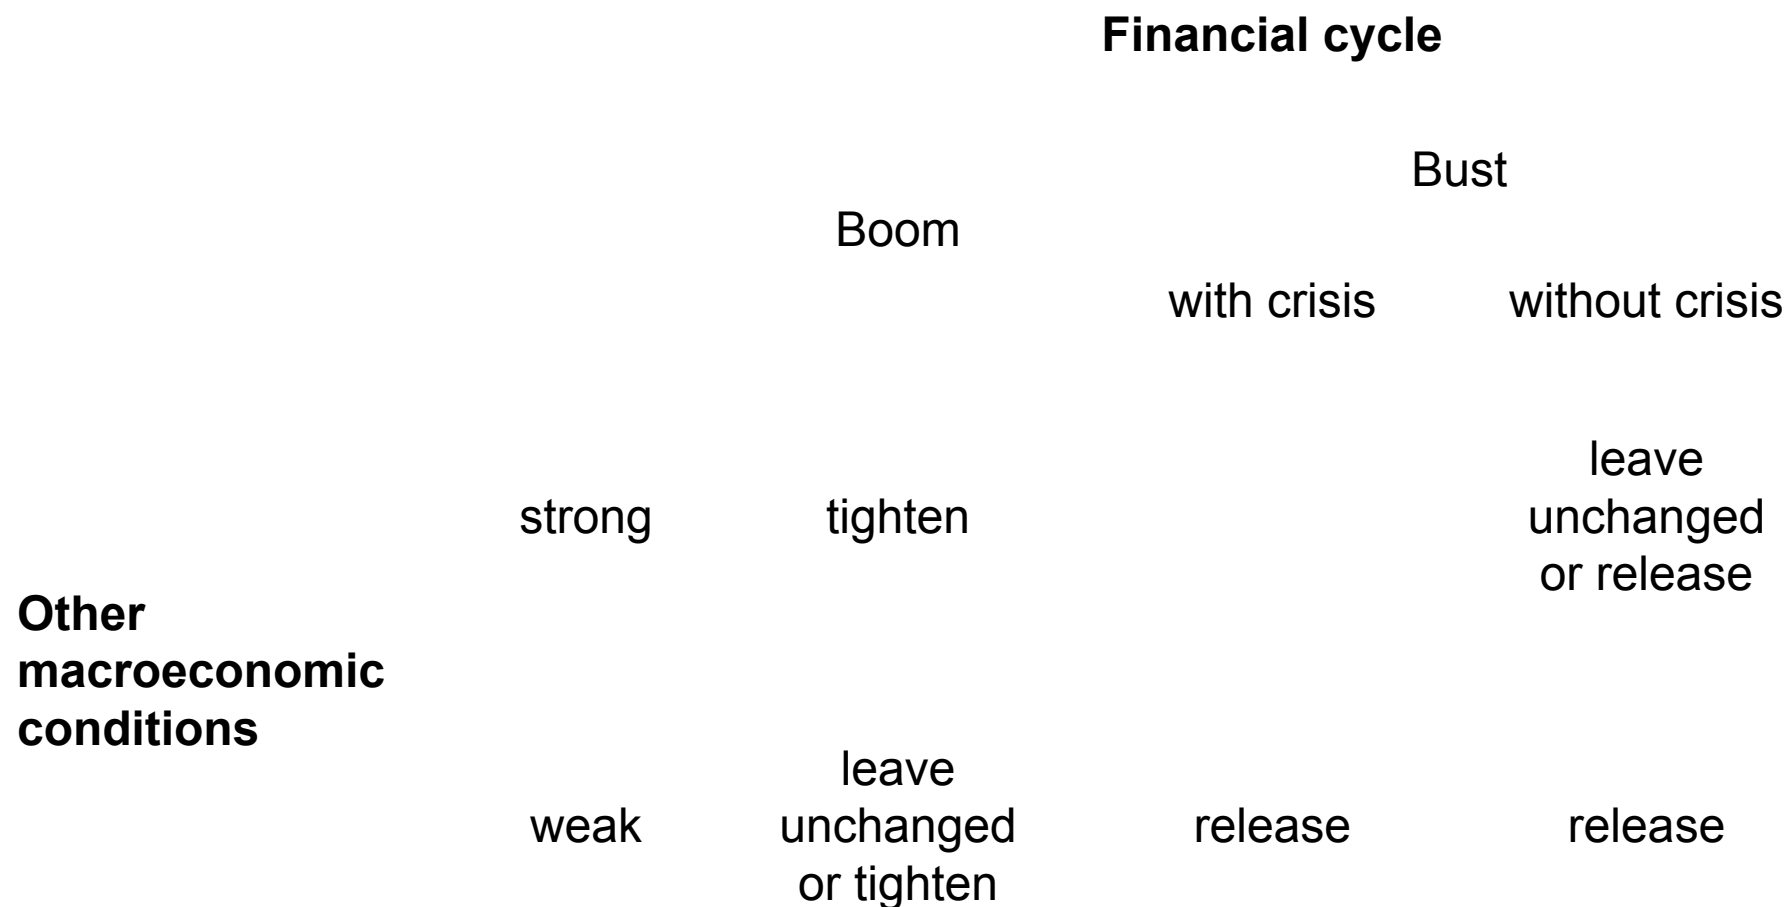 Financial cycle
Bust
Boom
with crisis without crisis
leave
strong tighten unchanged
or release
Other
macroeconomic
conditions
leave
weak unchanged release release
or tighten